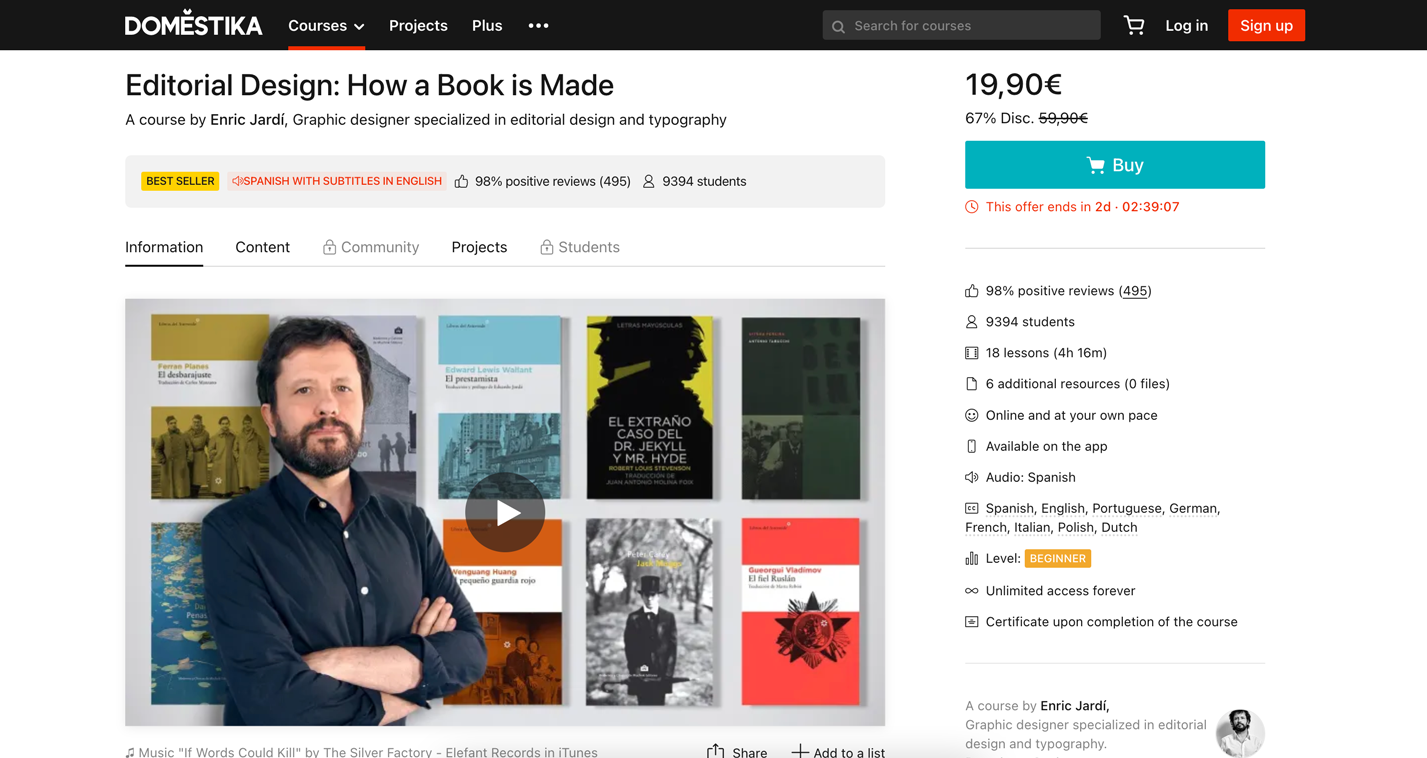 DOMESTIKA
Courses
Projects
Plus
Search for courses
Log in
Sign up
Editorial Design: How a Book is Made
A course by Enric Jardí, Graphic designer specialized in editorial design and typography
BEST SELLER
SPANISH WITH SUBTITLES IN ENGLISH
98% positive reviews (495)
9394 students
Information
Content
Community
Projects
Students
Ferran Planes
El desbarajuste
Edward Lewis Wallant
El prestamista
LETRAS MAYÚSCULAS
EL EXTRAÑO
CASO DEL
DR. JEKYLL
Y MR. HYDE
ROBERT LOUIS STEVENSON
TRADUCCIÓN DE
JUAN ANTONIO MOLINA FOIX
ANTONIO TABUCCHI
Wenguang Huang
pequeño guardia rojo
Peter Carey
Jack Maggs
Gueorgui Vladímov
El fiel Ruslán
Music "If Words Could Kill" by The Silver Factory - Elefant Records in iTunes
Share
Add to a list
19,90€
67% Disc. 59,90€
Buy
This offer ends in 2d · 02:39:07
98% positive reviews (495)
9394 students
18 lessons (4h 16m)
6 additional resources (0 files)
Online and at your own pace
Available on the app
Audio: Spanish
Spanish, English, Portuguese, German,
French, Italian, Polish, Dutch
Level: BEGINNER
Unlimited access forever
Certificate upon completion of the course
A course by Enric Jardí,
Graphic designer specialized in editorial
design and typography.